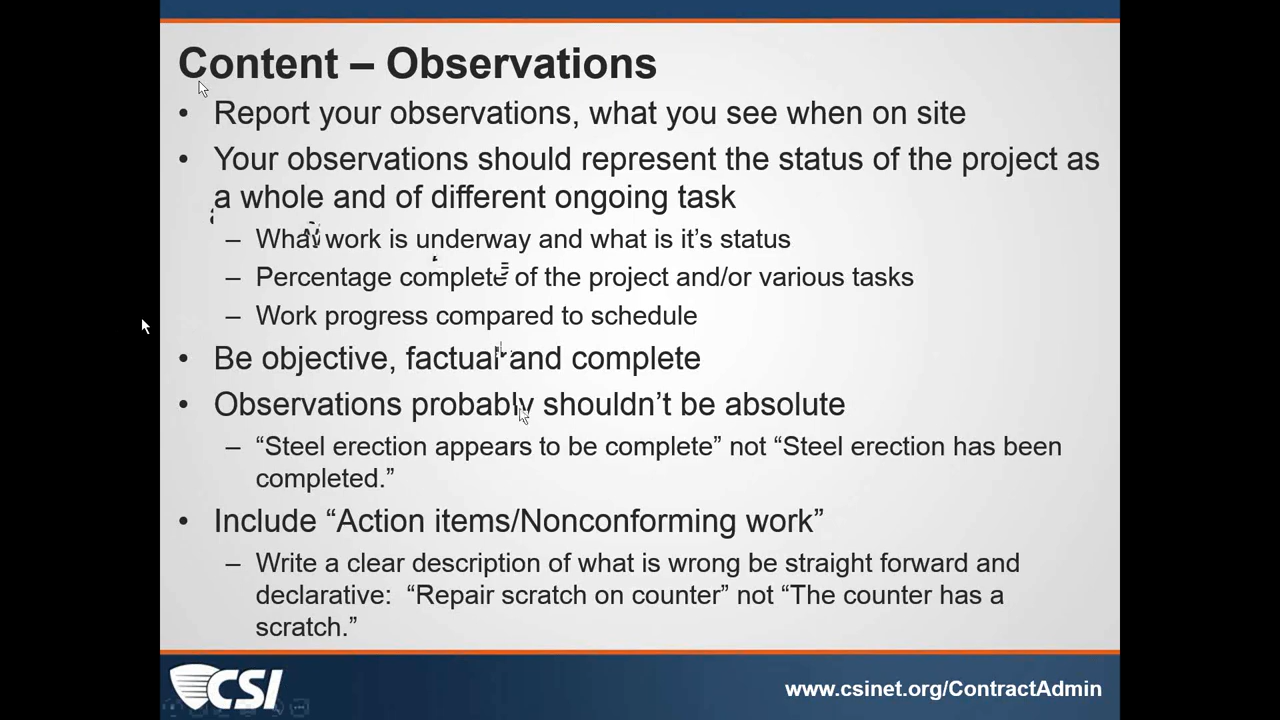 Content – Observations
• Report your observations, what you see when on site
• Your observations should represent the status of the project as
a whole and of different ongoing task
– What work is underway and what is it’s status
– Percentage complete of the project and/or various tasks
– Work progress compared to schedule
• Be objective, factual and complete
• Observations probably shouldn’t be absolute
– “Steel erection appears to be complete” not “Steel erection has been
completed.”
• Include “Action items/Nonconforming work”
– Write a clear description of what is wrong be straight forward and
declarative: “Repair scratch on counter” not “The counter has a
scratch.”
CSI
www.csinet.org/ContractAdmin